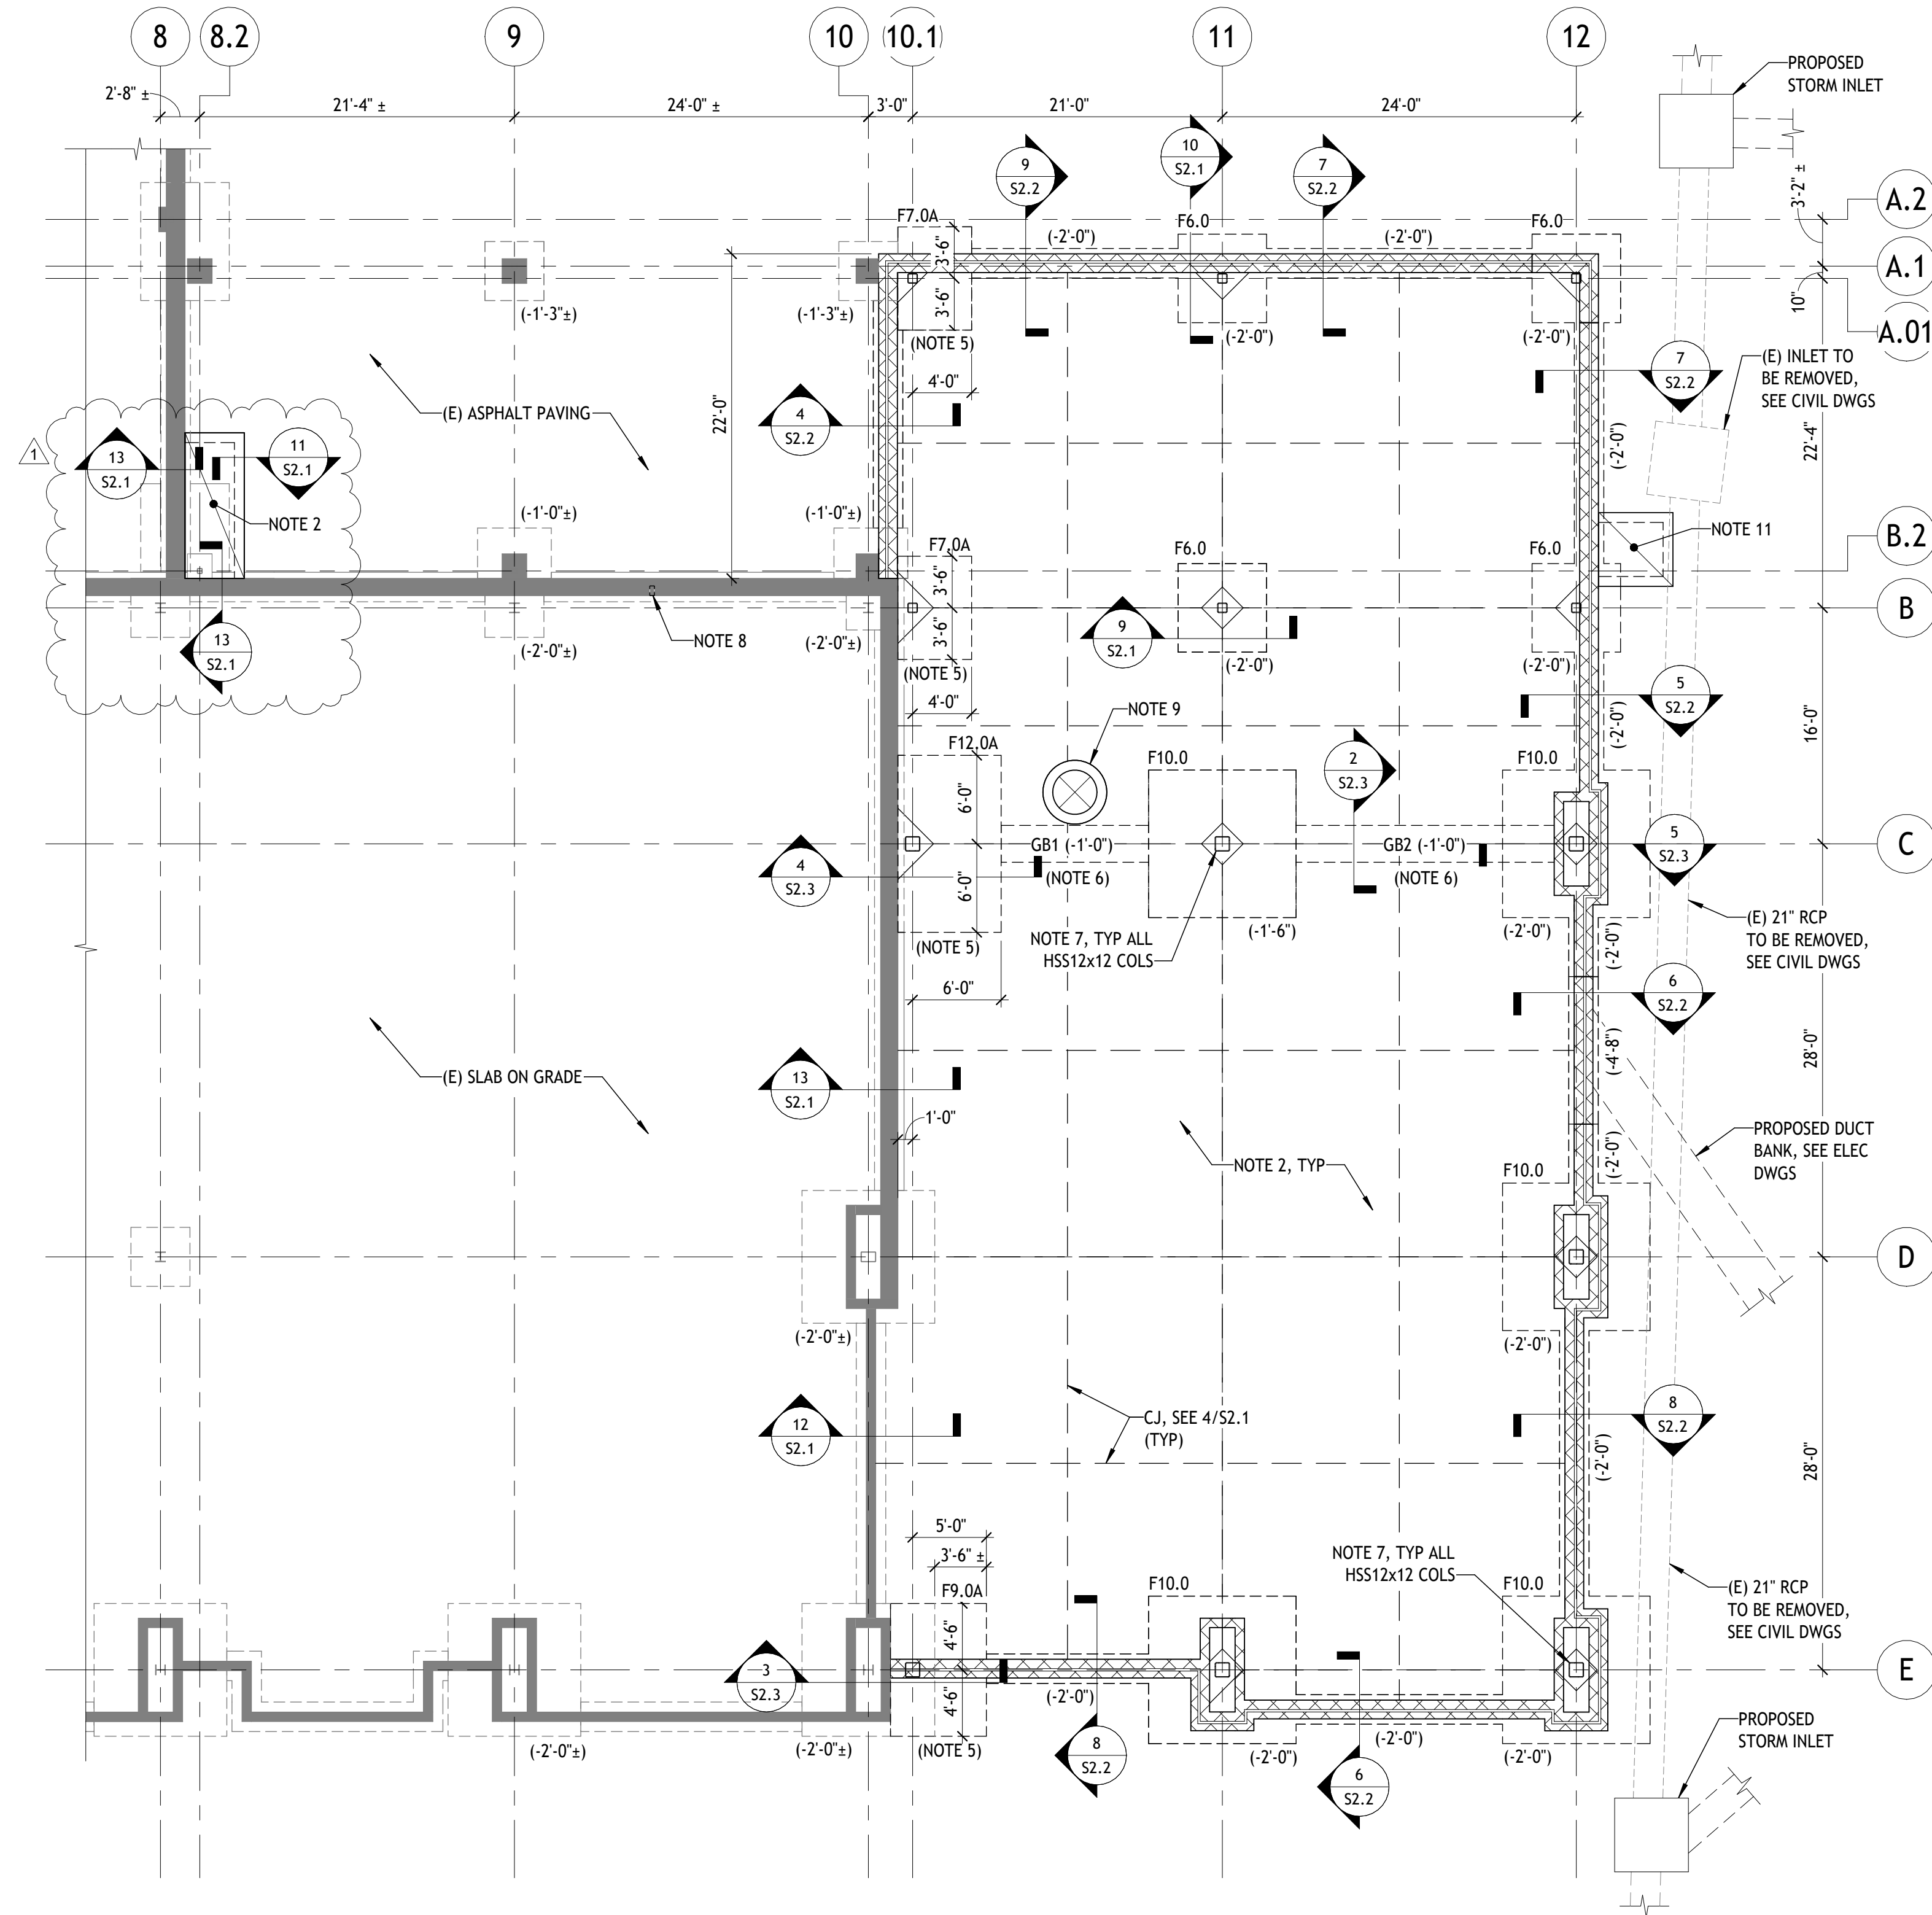 8
8.2
9
10
10.1
11
12
2'-8" ±
21'-4" ±
24'-0" ±
3'-0"
21'-0"
24'-0"
PROPOSED
STORM INLET
3'-2" ±
A.2
A.1
10"
A.01
9
S2.2
10
S2.1
7
S2.2
F7.0A
F6.0
F6.0
(-2'-0")
(-2'-0")
3'-6"
3'-6"
(-1'-3"±)
(-1'-3"±)
(NOTE 5)
(-2'-0")
(-2'-0")
4'-0"
22'-0"
(E) ASPHALT PAVING
4
S2.2
7
S2.2
(E) INLET TO
BE REMOVED,
SEE CIVIL DWGS
(-2'-0")
22'-4"
1
13
S2.1
11
S2.1
NOTE 2
(-1'-0"±)
(-1'-0"±)
NOTE 11
B.2
F7.0A
F6.0
F6.0
3'-6"
3'-6"
B
13
S2.1
(-2'-0"±)
NOTE 8
(-2'-0"±)
9
S2.1
(NOTE 5)
(-2'-0")
(-2'-0")
4'-0"
NOTE 9
5
S2.2
(-2'-0")
16'-0"
F12.0A
F10.0
F10.0
2
S2.3
6'-0"
6'-0"
GB1 (-1'-0")
(NOTE 6)
GB2 (-1'-0")
(NOTE 6)
4
S2.3
5
S2.3
C
(NOTE 5)
NOTE 7, TYP ALL
HSS12x12 COLS
(-1'-6")
(-2'-0")
(-2'-0")
(E) 21" RCP
TO BE REMOVED,
SEE CIVIL DWGS
6'-0"
6
S2.2
(-4'-8")
28'-0"
(E) SLAB ON GRADE
13
S2.1
1'-0"
NOTE 2, TYP
PROPOSED DUCT
BANK, SEE ELEC
DWGS
(-2'-0")
F10.0
D
(-2'-0"±)
(-2'-0")
12
S2.1
CJ, SEE 4/S2.1
(TYP)
8
S2.2
(-2'-0")
28'-0"
5'-0"
3'-6" ±
F9.0A
F10.0
F10.0
NOTE 7, TYP ALL
HSS12x12 COLS
(E) 21" RCP
TO BE REMOVED,
SEE CIVIL DWGS
4'-6"
4'-6"
3
S2.3
E
(-2'-0")
(-2'-0"±)
(-2'-0"±)
(NOTE 5)
8
S2.2
(-2'-0")
(-2'-0")
(-2'-0")
6
S2.2
PROPOSED
STORM INLET